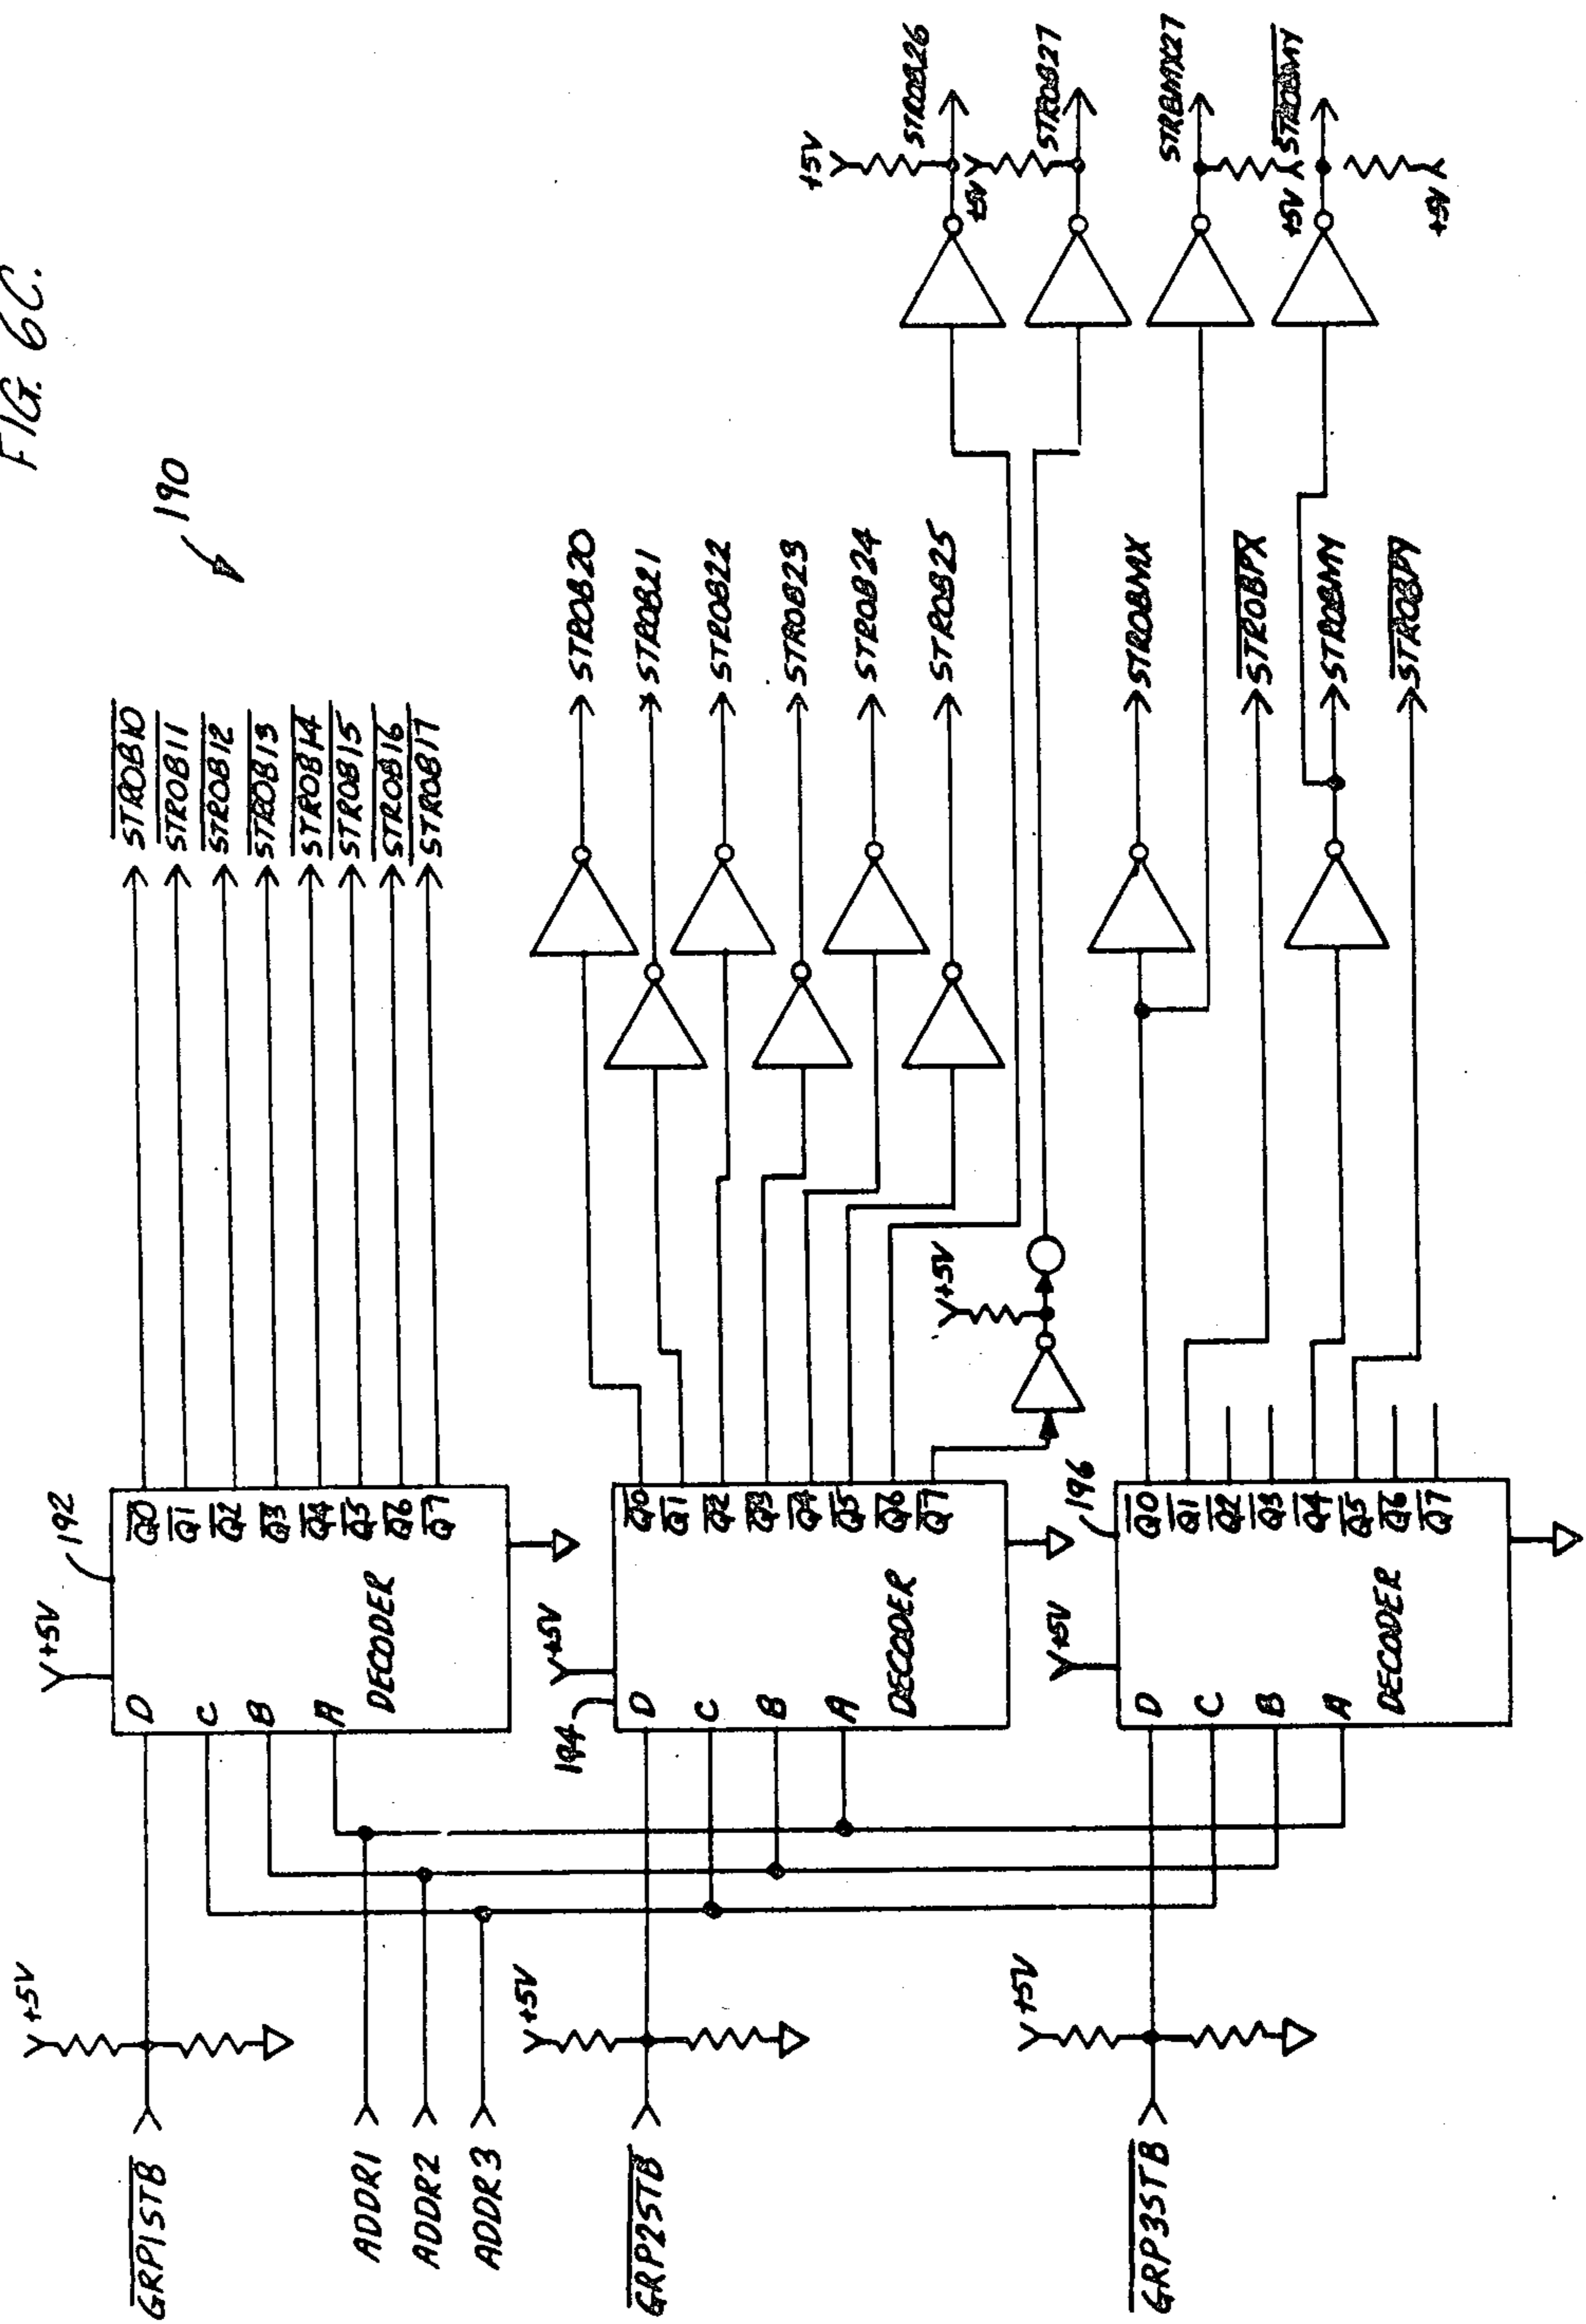 FIG. 6C.
190
+5V
GRP1STB
+5V
192
D
C
B
A
DECODER
Q0
Q1
Q2
Q3
Q4
Q5
Q6
Q7
STROB10
STROB11
STROB12
STROB13
STROB14
STROB15
STROB16
STROB17
ADDR1
ADDR2
ADDR3
+5V
GRP2STB
194
+5V
D
C
B
A
DECODER
Q0
Q1
Q2
Q3
Q4
Q5
Q6
Q7
+5V
STROB20
STROB21
STROB22
STROB23
STROB24
STROB25
+5V
STROB26
+5V
STROB27
+5V
GRP3STB
+5V
196
D
C
B
A
DECODER
Q0
Q1
Q2
Q3
Q4
Q5
Q6
Q7
STROBMX
STROBPX
STROBMY
STROBPY
STRBMX27
+5V
STROBMY
+5V